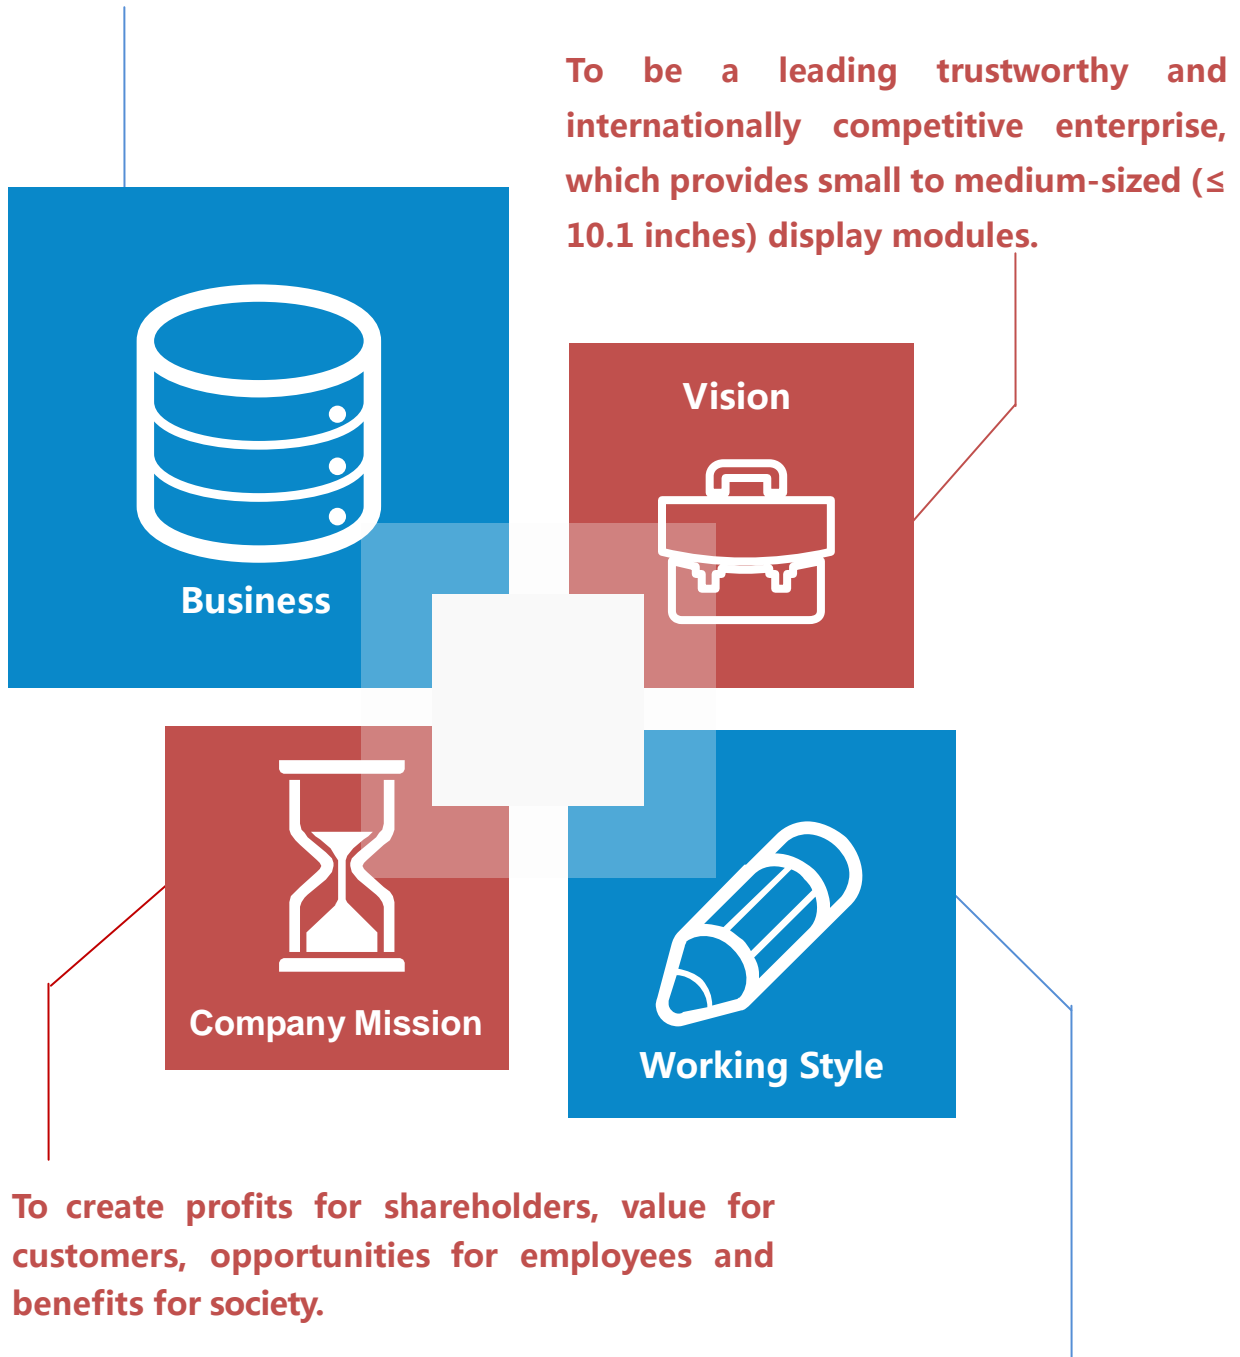 To be a leading trustworthy and
internationally competitive enterprise,
which provides small to medium-sized (≤
10.1 inches) display modules.
Vision
Business
Company Mission
Working Style
To create profits for shareholders, value for
customers, opportunities for employees and
benefits for society.